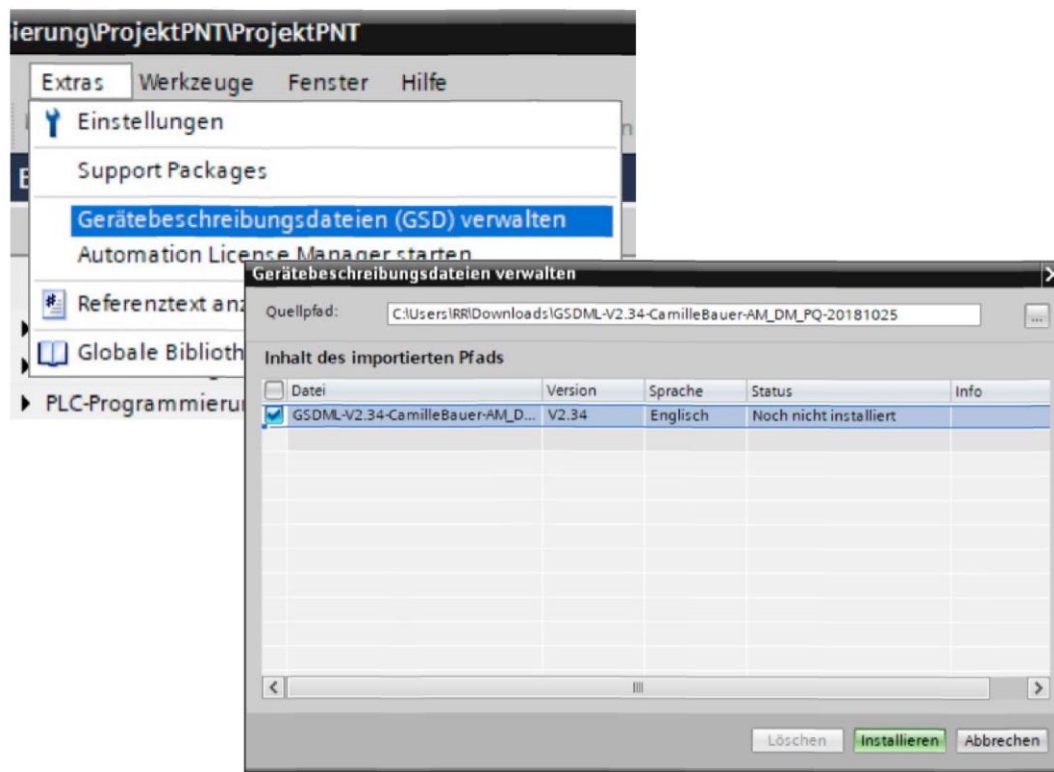 ierung\ProjektPNT\ProjektPNT
Extras Werkzeuge Fenster Hilfe
Einstellungen
Support Packages
Gerätebeschreibungsdateien (GSD) verwalten
Automation License Manager starten
Referenztext anz
Globale Biblioth
PLC-Programmieru
Gerätebeschreibungsdateien verwalten
Quellpfad: C:\Users\RR\Downloads\GSDML-V2.34-CamilleBauer-AM_DM_PQ-20181025 ...
Inhalt des importierten Pfads
Datei Version Sprache Status Info
GSDML-V2.34-CamilleBauer-AM_D... V2.34 Englisch Noch nicht installiert
Löschen Installieren Abbrechen